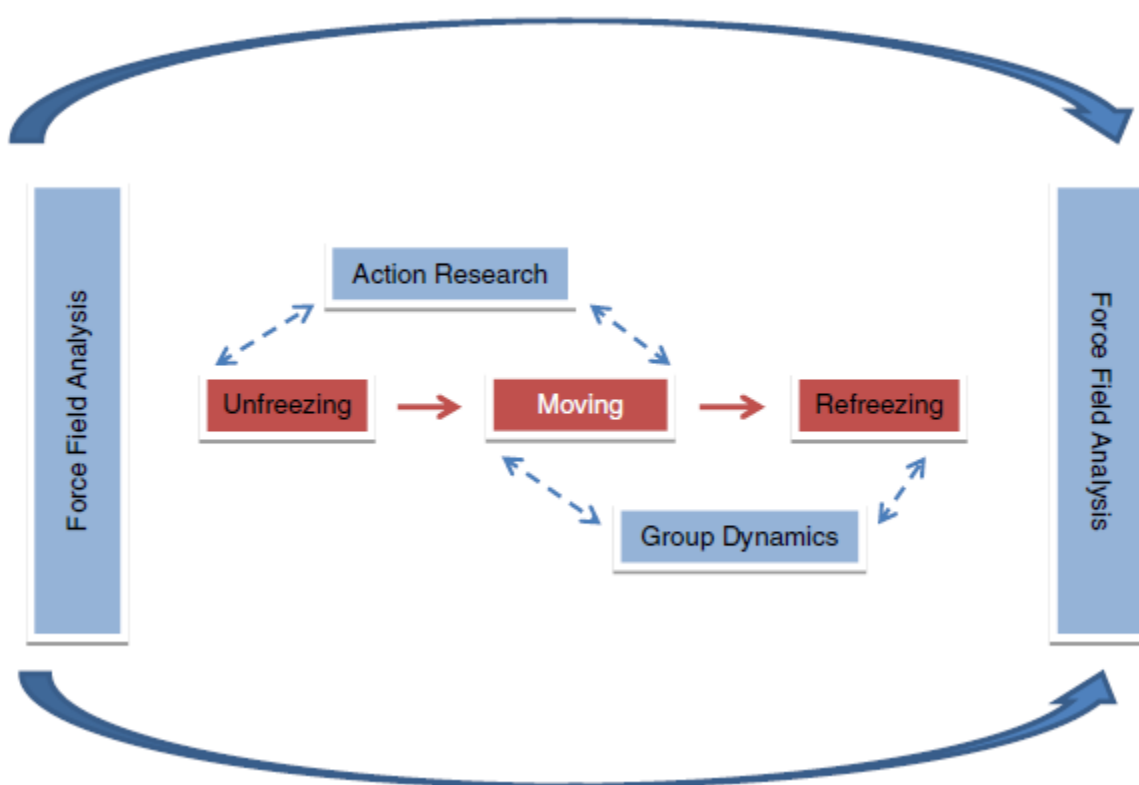 Force Field Analysis
Action Research
Unfreezing
Moving
Refreezing
Group Dynamics
Force Field Analysis